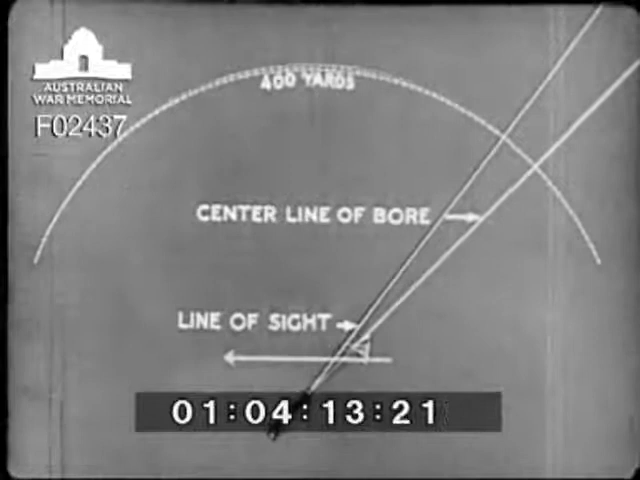 AUSTRALIAN
WAR MEMORIAL
F02437
400 YARDS
CENTER LINE OF BORE
LINE OF SIGHT
01:04:13:21